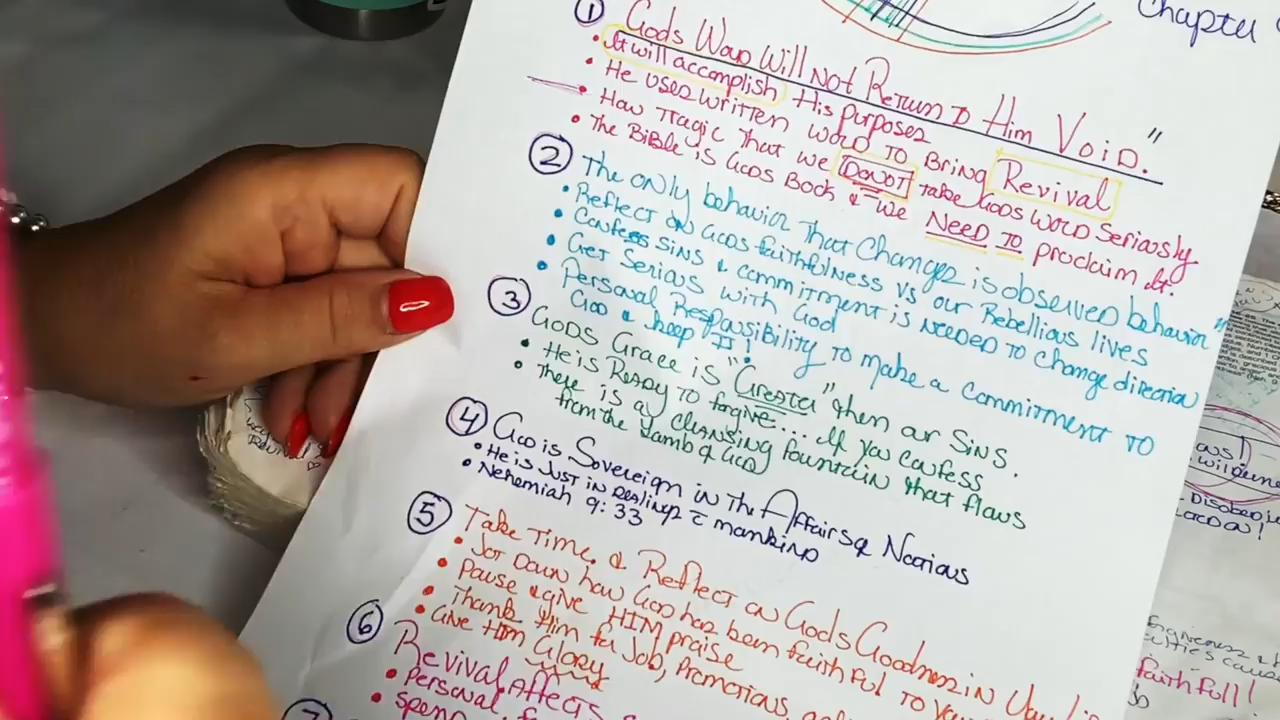 Chapter
① Gods Word Will Not Return To Him Void."
• It will accomplish His purposes
• He uses written word To Bring Revival
• How Tragic That we DO NOT take Gods word Seriously
• The Bible is Gods Book & we NEED TO proclaim it.
② The only behavior That Changes is observed behavior"
• Reflect on Gods faithfulness vs our Rebellious lives
• Confess sins & commitment is needed to change direction
• Get Serious with God
• Personal Responsibility to make a commitment to
God & keep IT!
③ Gods Grace is "Greater" then our Sins.
• He is Ready to forgive... if you confess
• There is a cleansing fountain that flows
from the Lamb of God
④ God is Sovereign in The Affairs of Nations
• He is Just in dealings c̄ mankind
• Nehemiah 9:33
⑤ Take Time & Reflect on Gods Goodness in
• Jot Down how God has been faithful to
• Pause & give HIM praise
• Thank Him for Job, Promotions,
• Give Him Glory
⑥ Revival Affects
• Personal
• spend
⑦